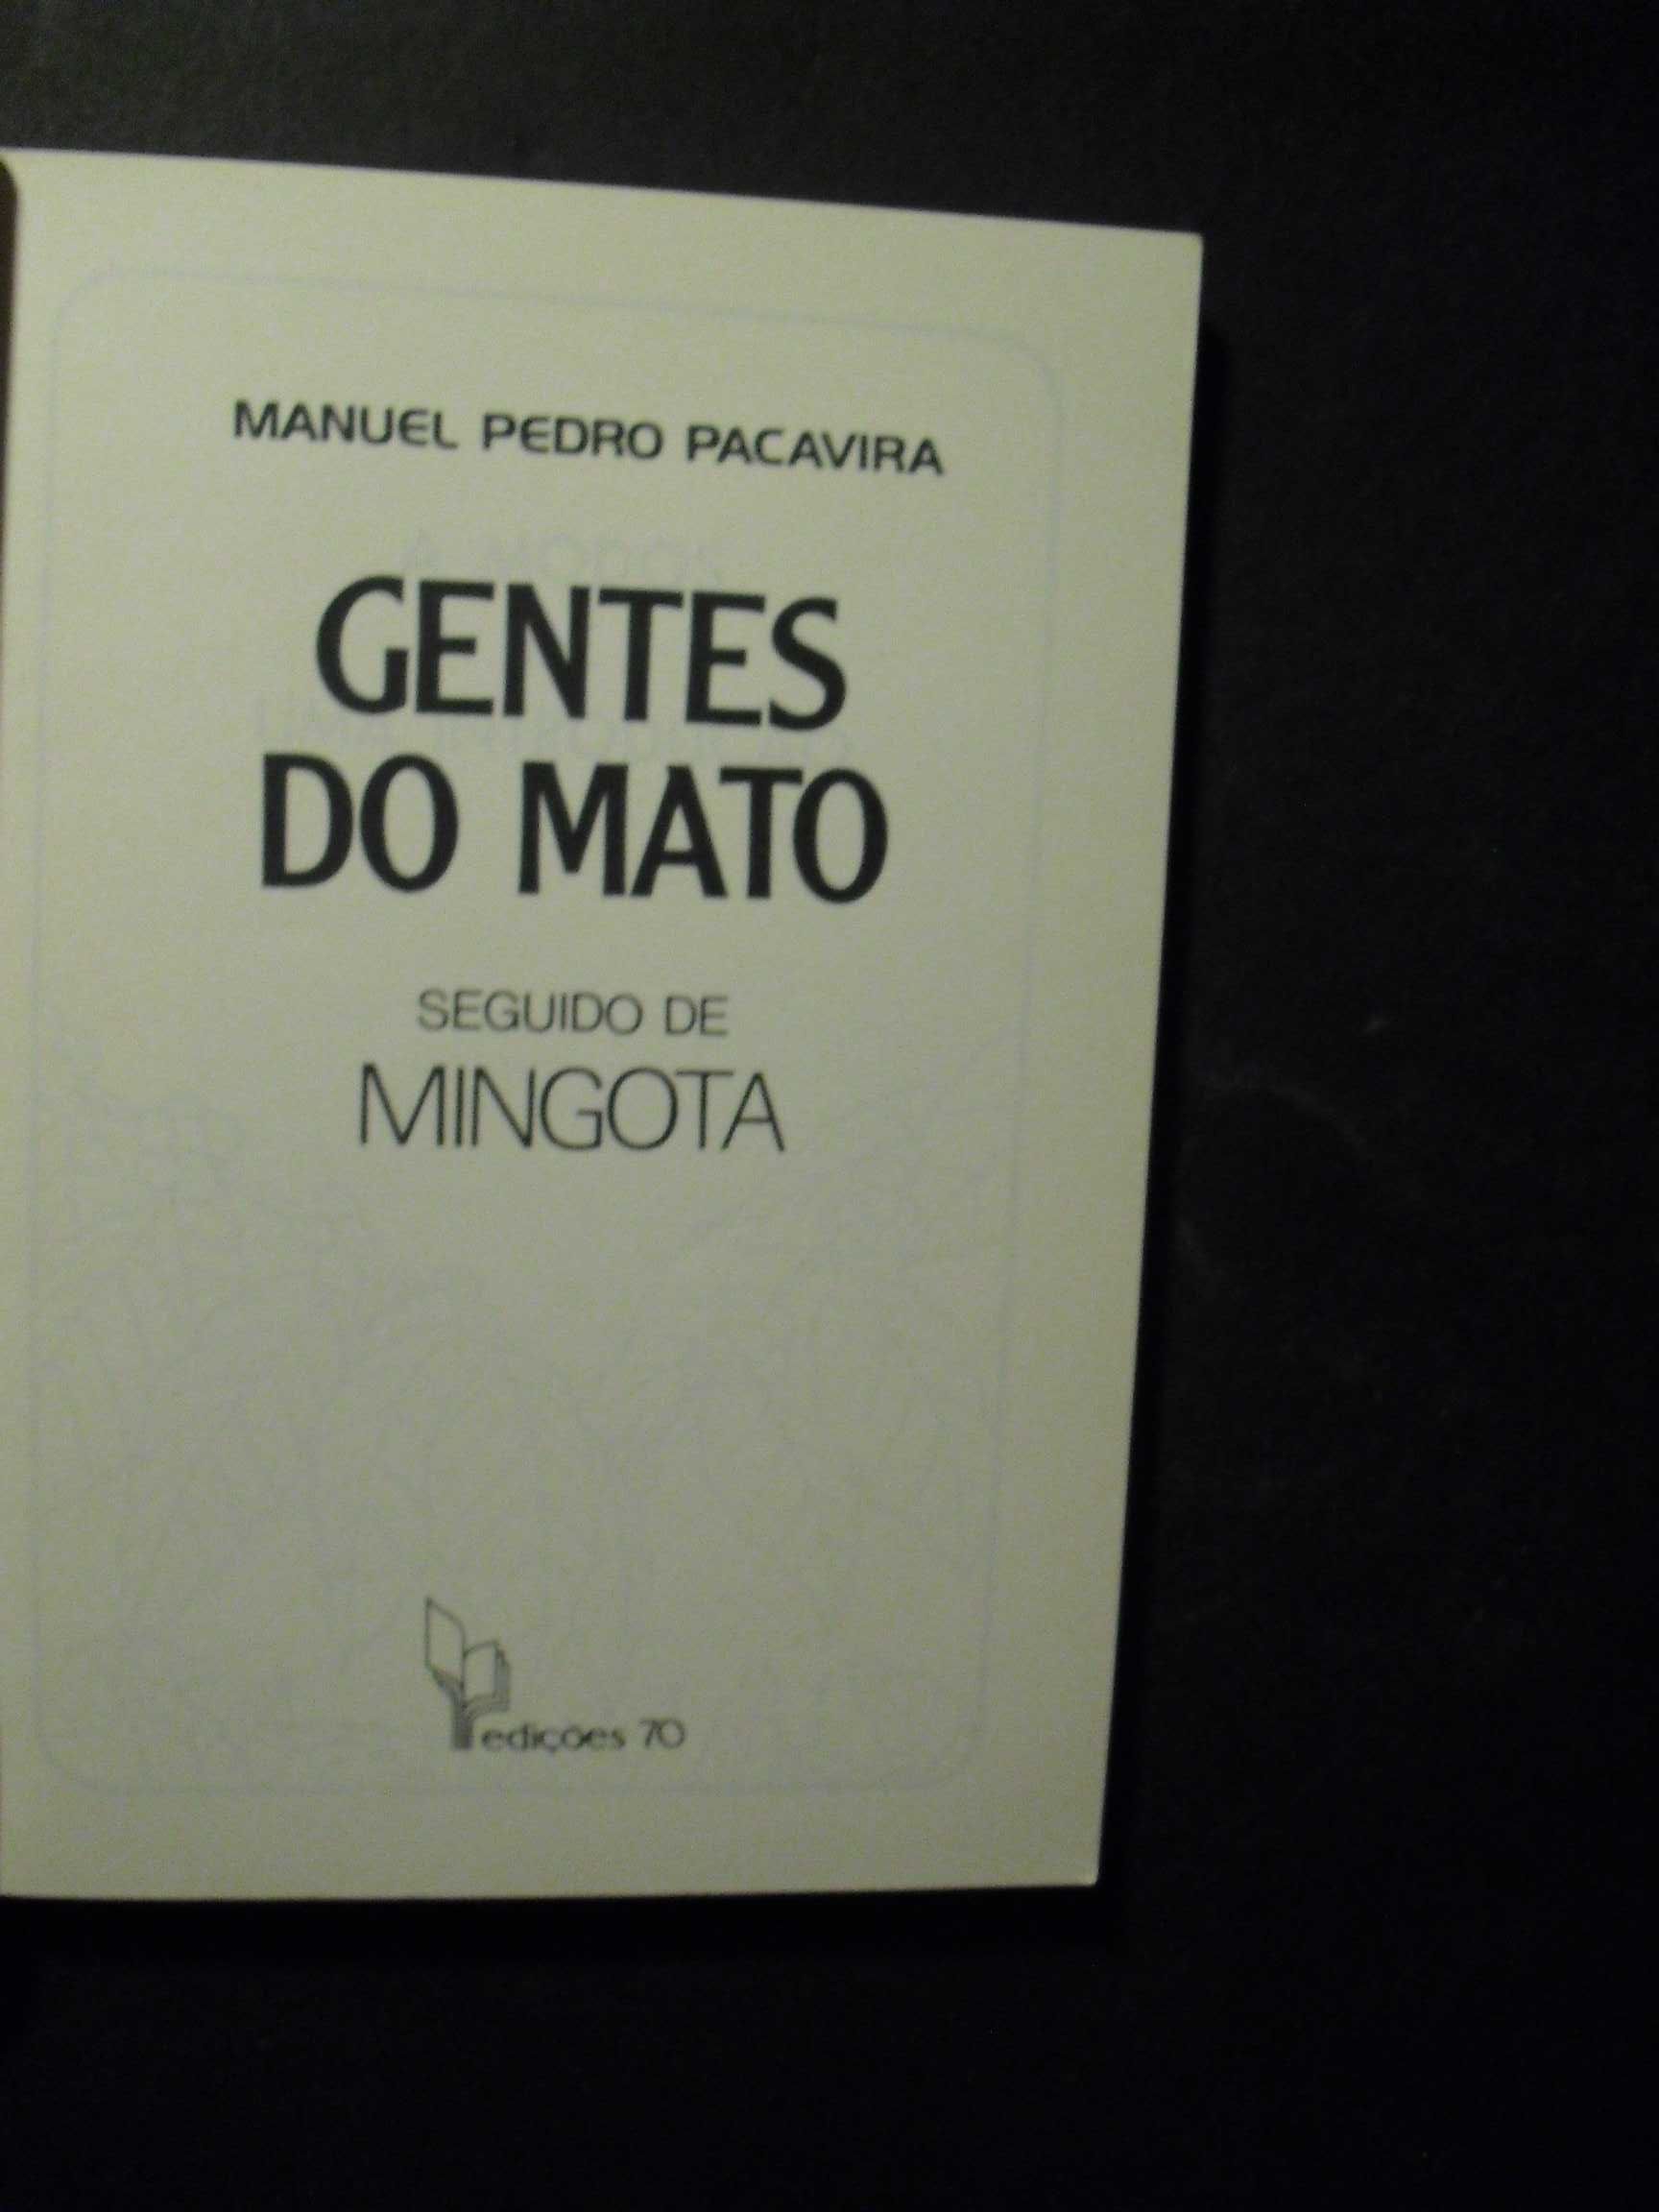 MANUEL PEDRO PACAVIRA
GENTES
DO MATO
SEGUIDO DE
MINGOTA
edições 70